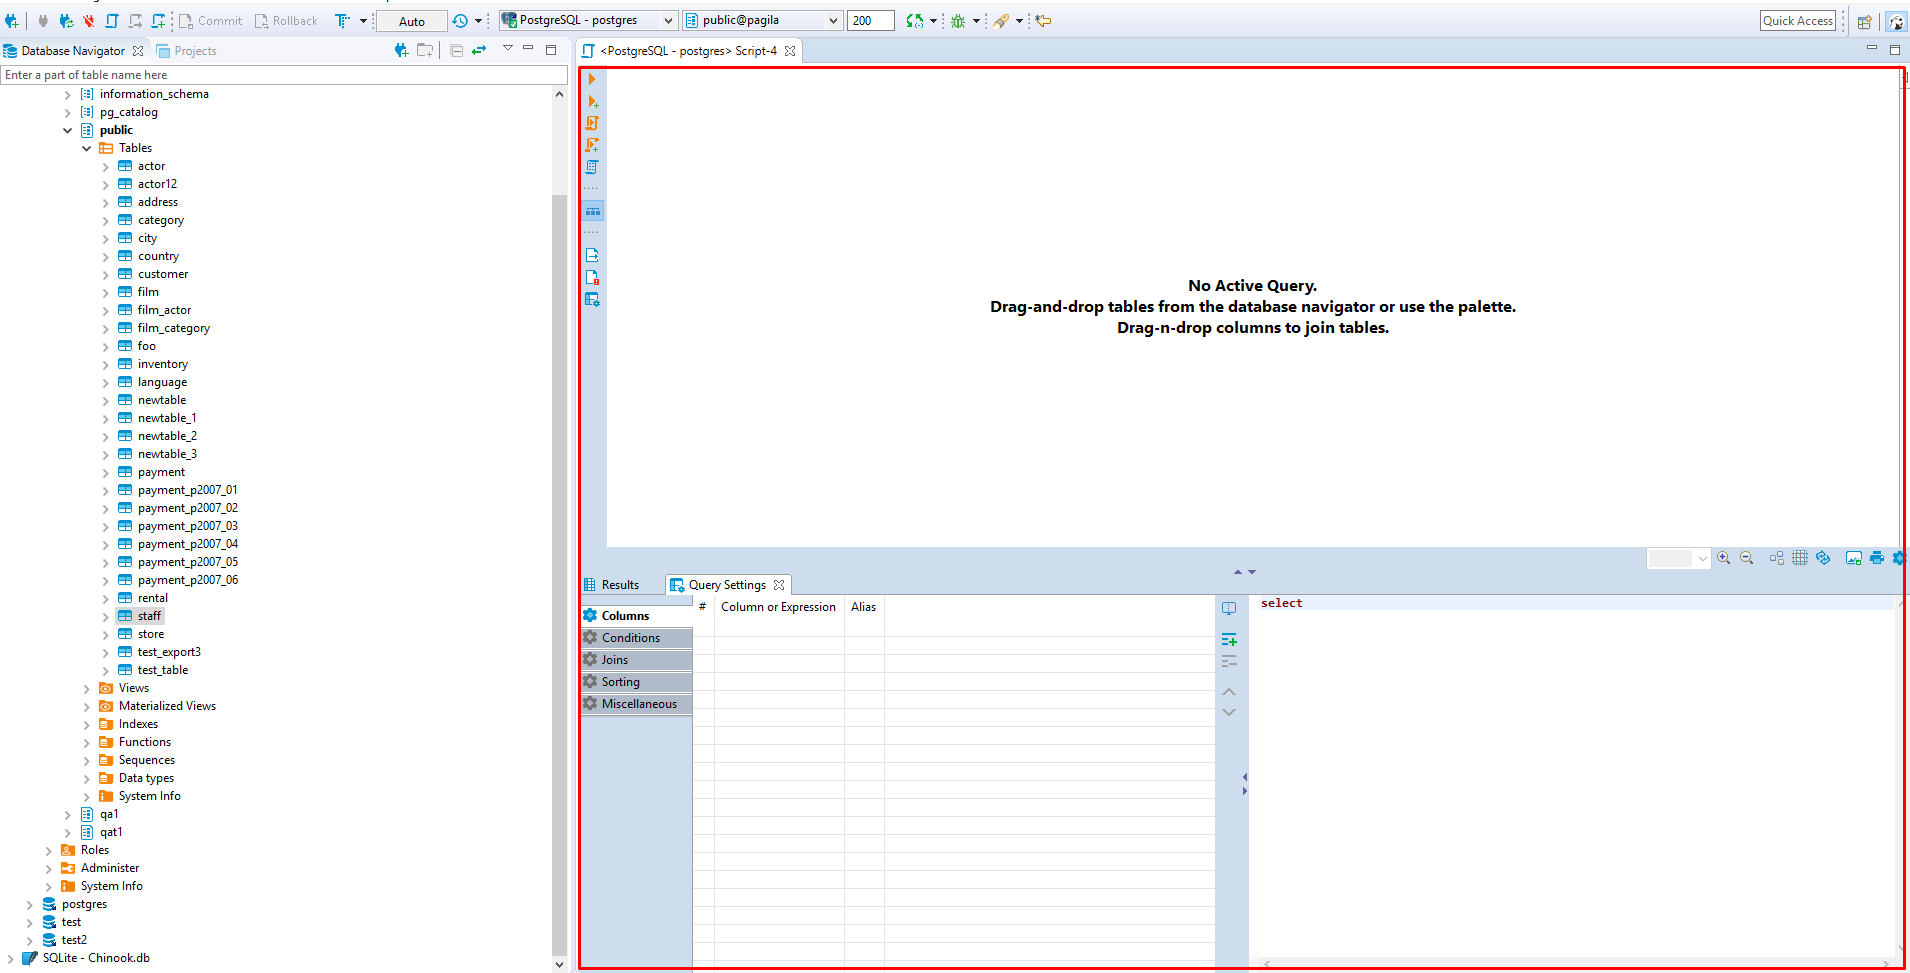 Commit
Rollback
Auto
PostgreSQL - postgres
public@pagila
200
Quick Access
Database Navigator
Projects
<PostgreSQL - postgres> Script-4
Enter a part of table name here
information_schema
pg_catalog
public
Tables
actor
actor12
address
category
city
country
customer
film
film_actor
film_category
foo
inventory
language
newtable
newtable_1
newtable_2
newtable_3
payment
payment_p2007_01
payment_p2007_02
payment_p2007_03
payment_p2007_04
payment_p2007_05
payment_p2007_06
rental
staff
store
test_export3
test_table
Views
Materialized Views
Indexes
Functions
Sequences
Data types
System Info
qa1
qat1
Roles
Administer
System Info
postgres
test
test2
SQLite - Chinook.db
No Active Query.
Drag-and-drop tables from the database navigator or use the palette.
Drag-n-drop columns to join tables.
Results
Query Settings
Columns
Conditions
Joins
Sorting
Miscellaneous
# Column or Expression Alias
select